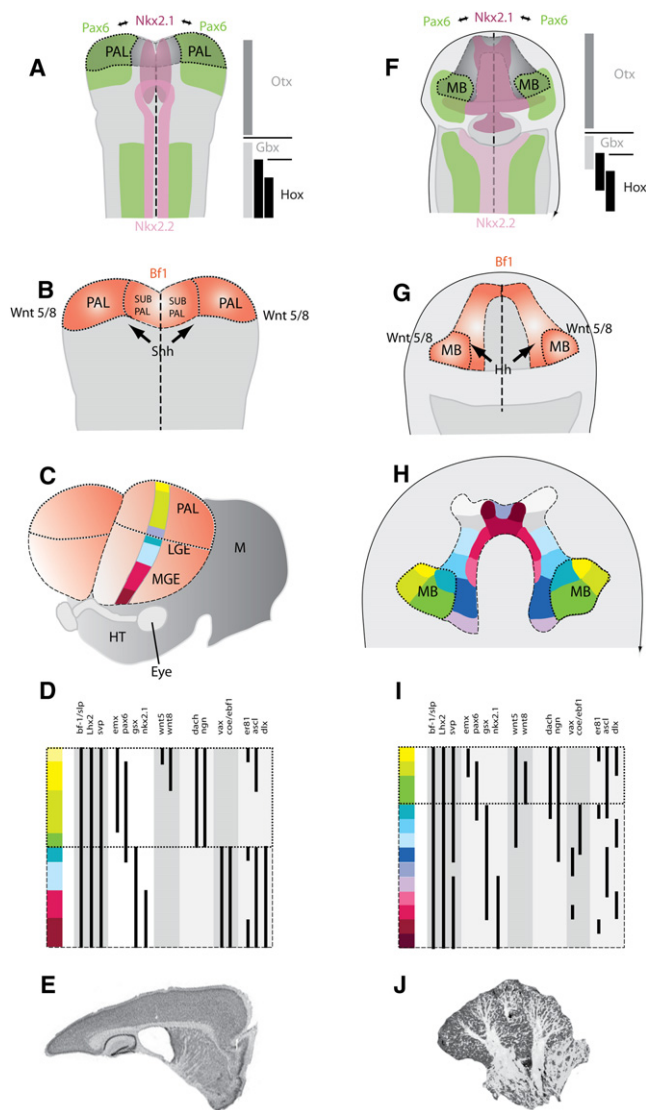 Pax6 Nkx2.1 Pax6
A
PAL PAL
Otx
Gbx
Hox
Nkx2.2
Pax6 Nkx2.1 Pax6
F
MB MB
Otx
Gbx
Hox
Nkx2.2
Bf1
B
PAL SUB PAL SUB PAL PAL
Wnt 5/8 Wnt 5/8
Shh
Bf1
G
Wnt 5/8 Wnt 5/8
MB MB
Hh
C
PAL
LGE
M
MGE
HT
Eye
H
MB MB
D
bf-1/slp
Lhx2
svp
emx
pax6
gsx
nkx2.1
wnt5
wnt8
dach
ngn
vax
coe/ebf1
er81
ascl
dlx
I
bf-1/slp
Lhx2
svp
emx
pax6
gsx
nkx2.1
wnt5
wnt8
dach
ngn
vax
coe/ebf1
er81
ascl
dlx
E
J